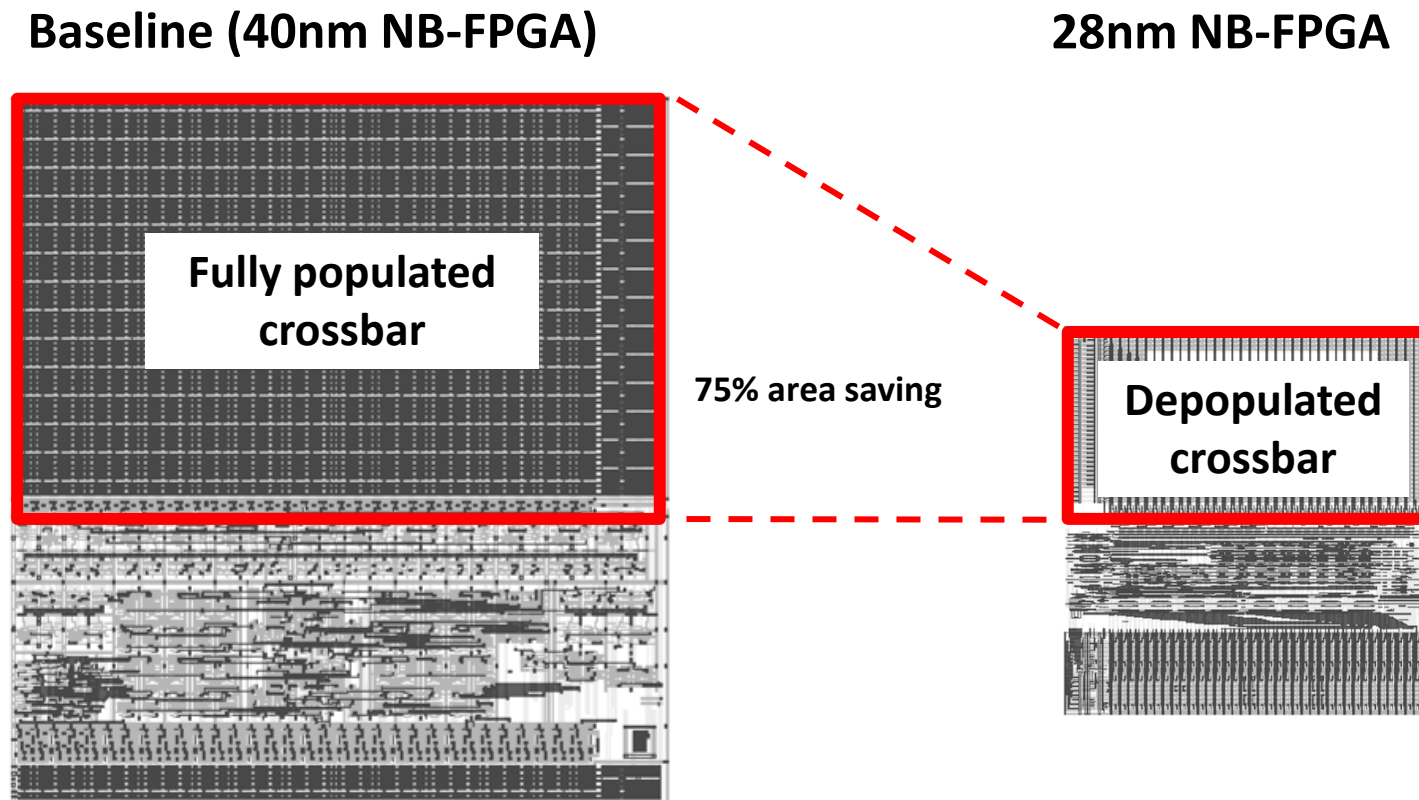 Baseline (40nm NB-FPGA)
28nm NB-FPGA
Fully populated
crossbar
75% area saving
Depopulated
crossbar